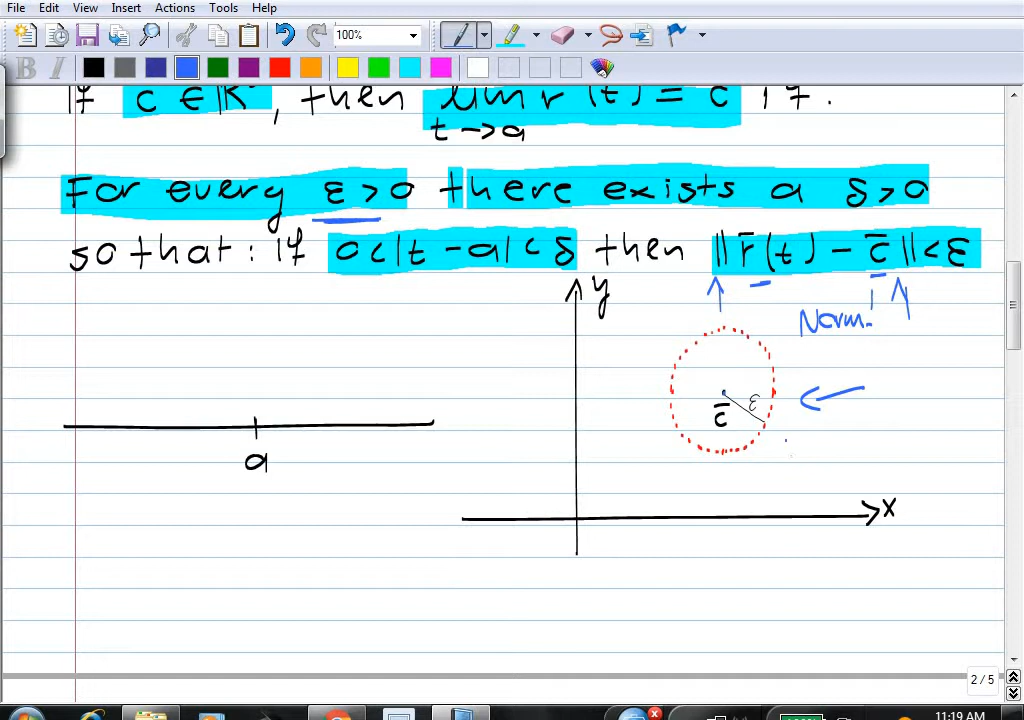 File Edit View Insert Actions Tools Help
100%
B I
If c̄ ∈ ℝ , then lim r̄ (t) = c̄ if :
t → a
For every ε > 0 there exists a δ > 0
so that : if 0 < |t - a| < δ then || r̄ (t) - c̄ || < ε
y
Norm.
ε
c̄
a
x
2 / 5
11:19 AM